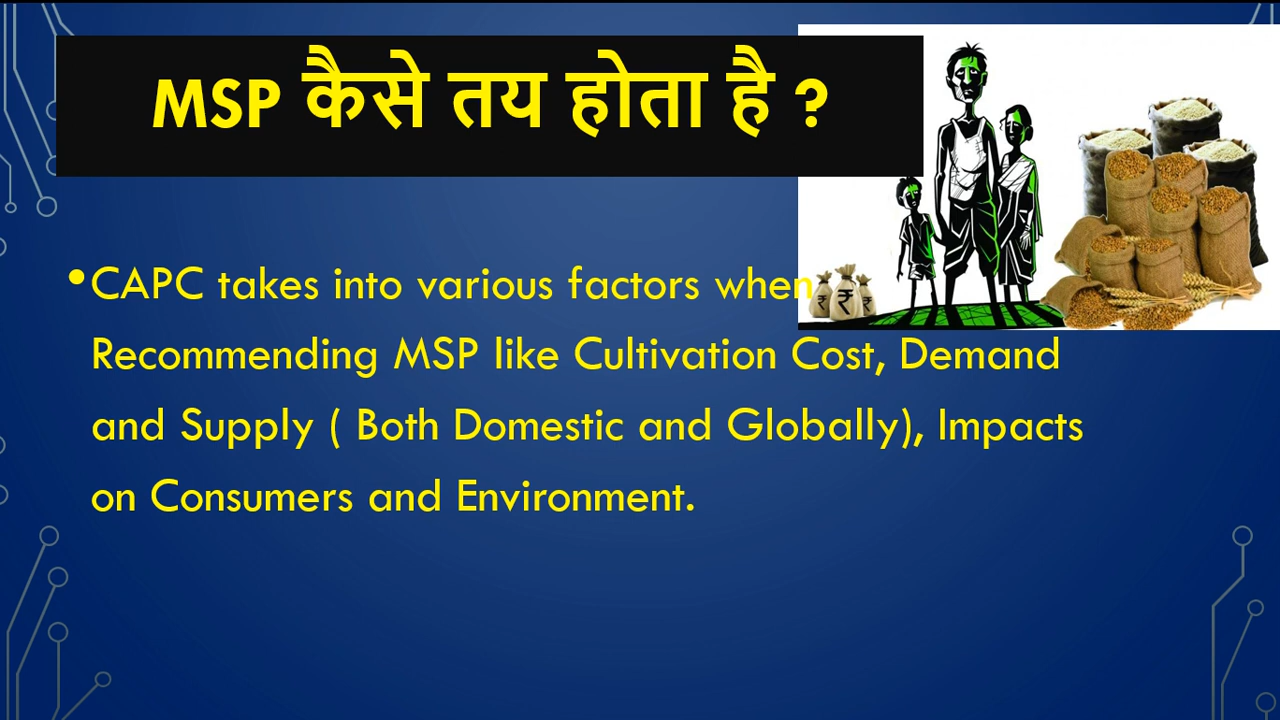 MSP कैसे तय होता है ?
•CAPC takes into various factors when
Recommending MSP like Cultivation Cost, Demand
and Supply ( Both Domestic and Globally), Impacts
on Consumers and Environment.
₹ ₹ ₹